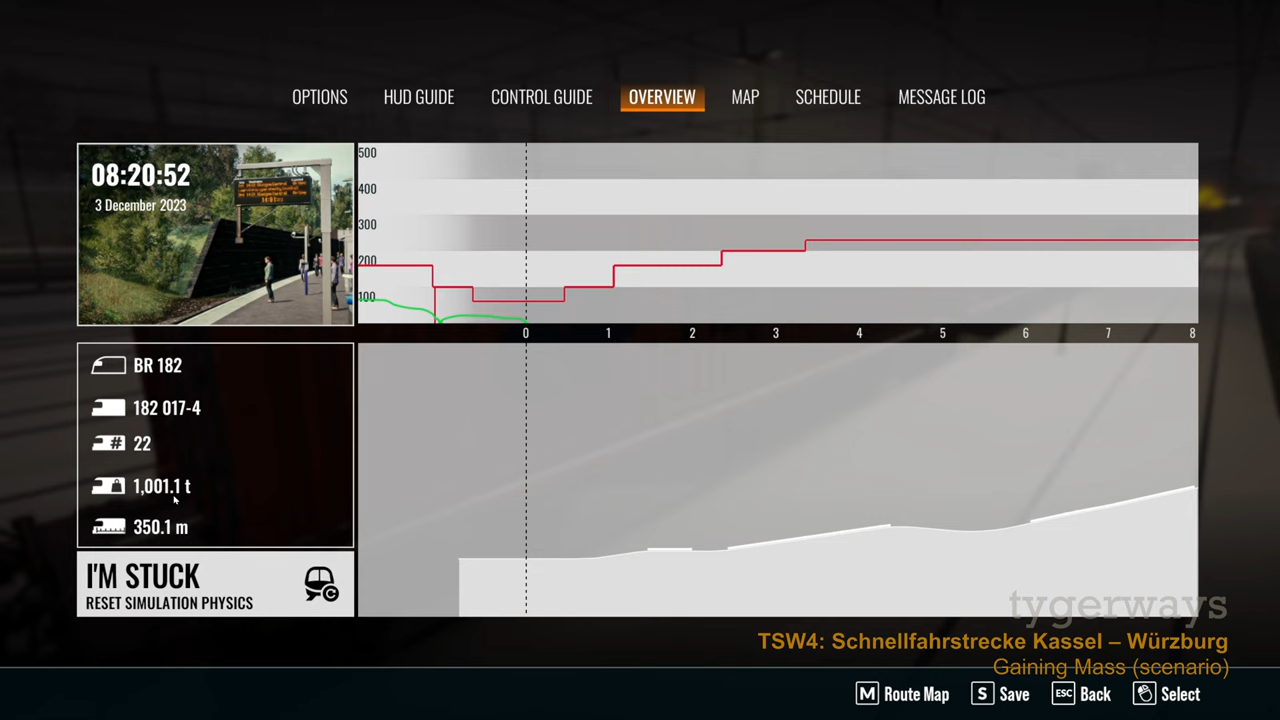 OPTIONS HUD GUIDE CONTROL GUIDE OVERVIEW MAP SCHEDULE MESSAGE LOG
08:20:52
3 December 2023
500
400
300
200
100
0 1 2 3 4 5 6 7 8
BR 182
182 017-4
# 22
1,001.1 t
350.1 m
I'M STUCK
RESET SIMULATION PHYSICS
tygerways
TSW4: Schnellfahrstrecke Kassel – Würzburg
Gaining Mass (scenario)
M Route Map S Save ESC Back Select